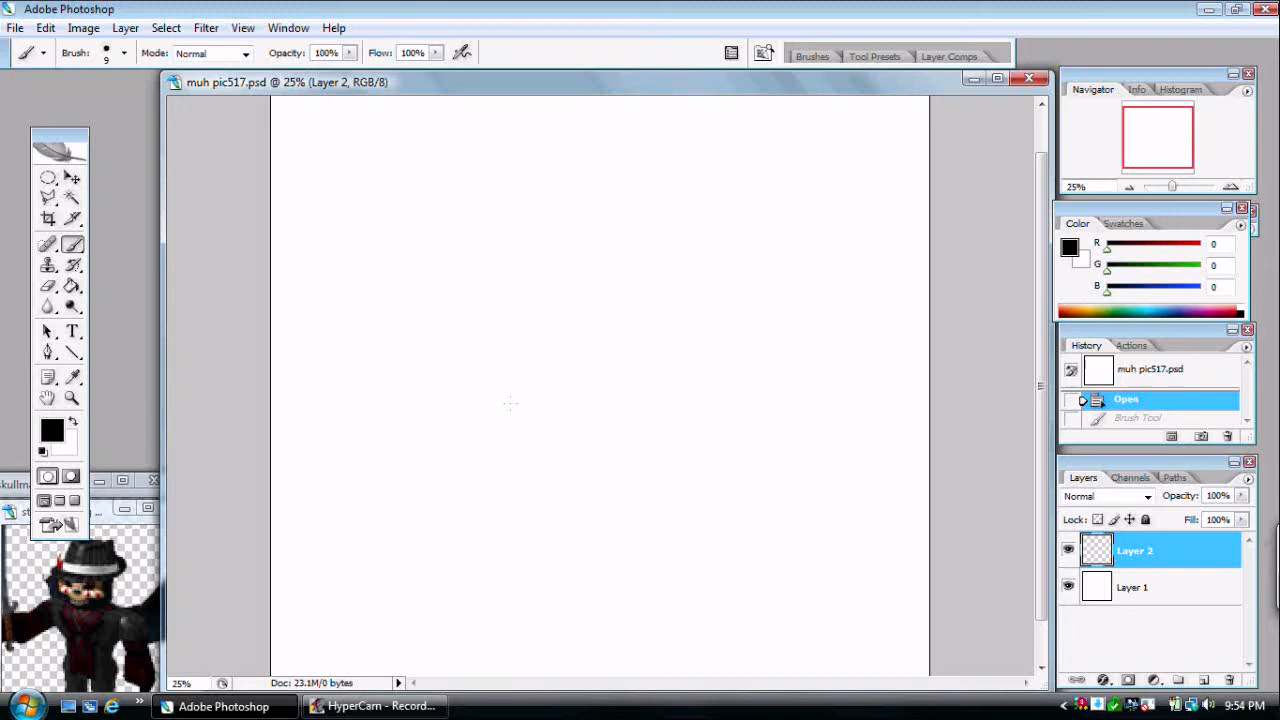 Adobe Photoshop
File Edit Image Layer Select Filter View Window Help
Brush: 9 Mode: Normal Opacity: 100% Flow: 100% Brushes Tool Presets Layer Comps
muh pic517.psd @ 25% (Layer 2, RGB/8)
Navigator Info Histogram
25%
Color Swatches
R 0
G 0
B 0
History Actions
muh pic517.psd
Open
Brush Tool
Layers Channels Paths
Normal Opacity: 100%
Lock: Fill: 100%
Layer 2
Layer 1
T
skullm
st ...
25% Doc: 23.1M/0 bytes
Adobe Photoshop HyperCam - Record... 9:54 PM